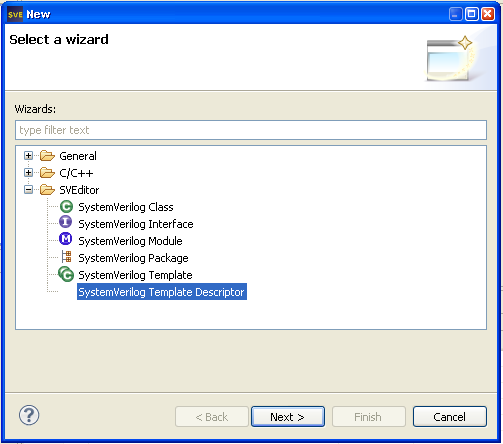 SVE New
Select a wizard
Wizards:
type filter text
General
C/C++
SVEditor
C SystemVerilog Class
I SystemVerilog Interface
M SystemVerilog Module
SystemVerilog Package
C SystemVerilog Template
SystemVerilog Template Descriptor
? < Back Next > Finish Cancel